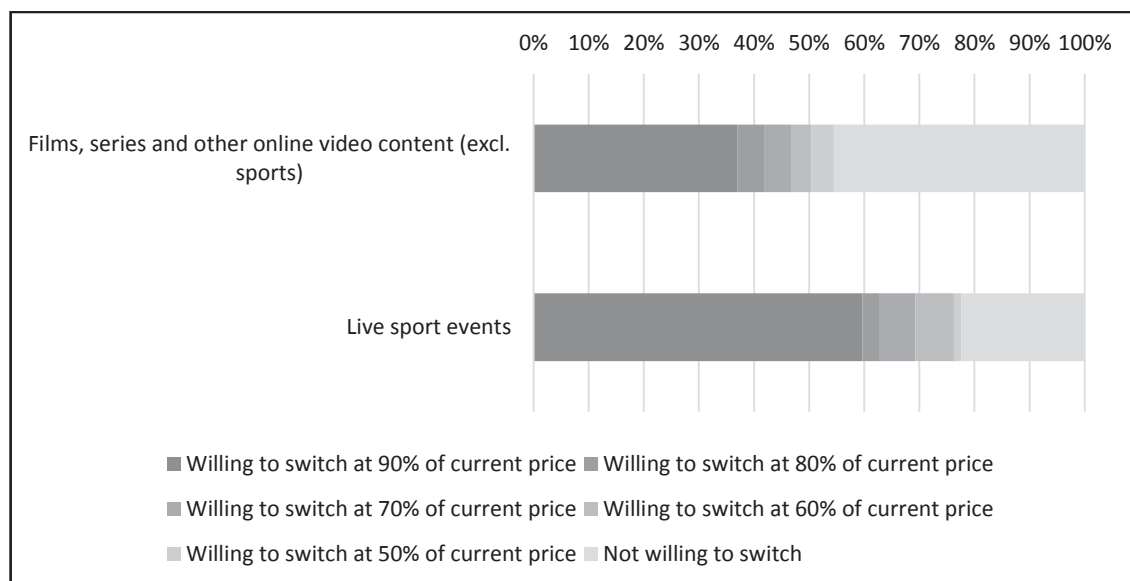 0% 10% 20% 30% 40% 50% 60% 70% 80% 90% 100%
Films, series and other online video content (excl.
sports)
Live sport events
Willing to switch at 90% of current price Willing to switch at 80% of current price
Willing to switch at 70% of current price Willing to switch at 60% of current price
Willing to switch at 50% of current price Not willing to switch